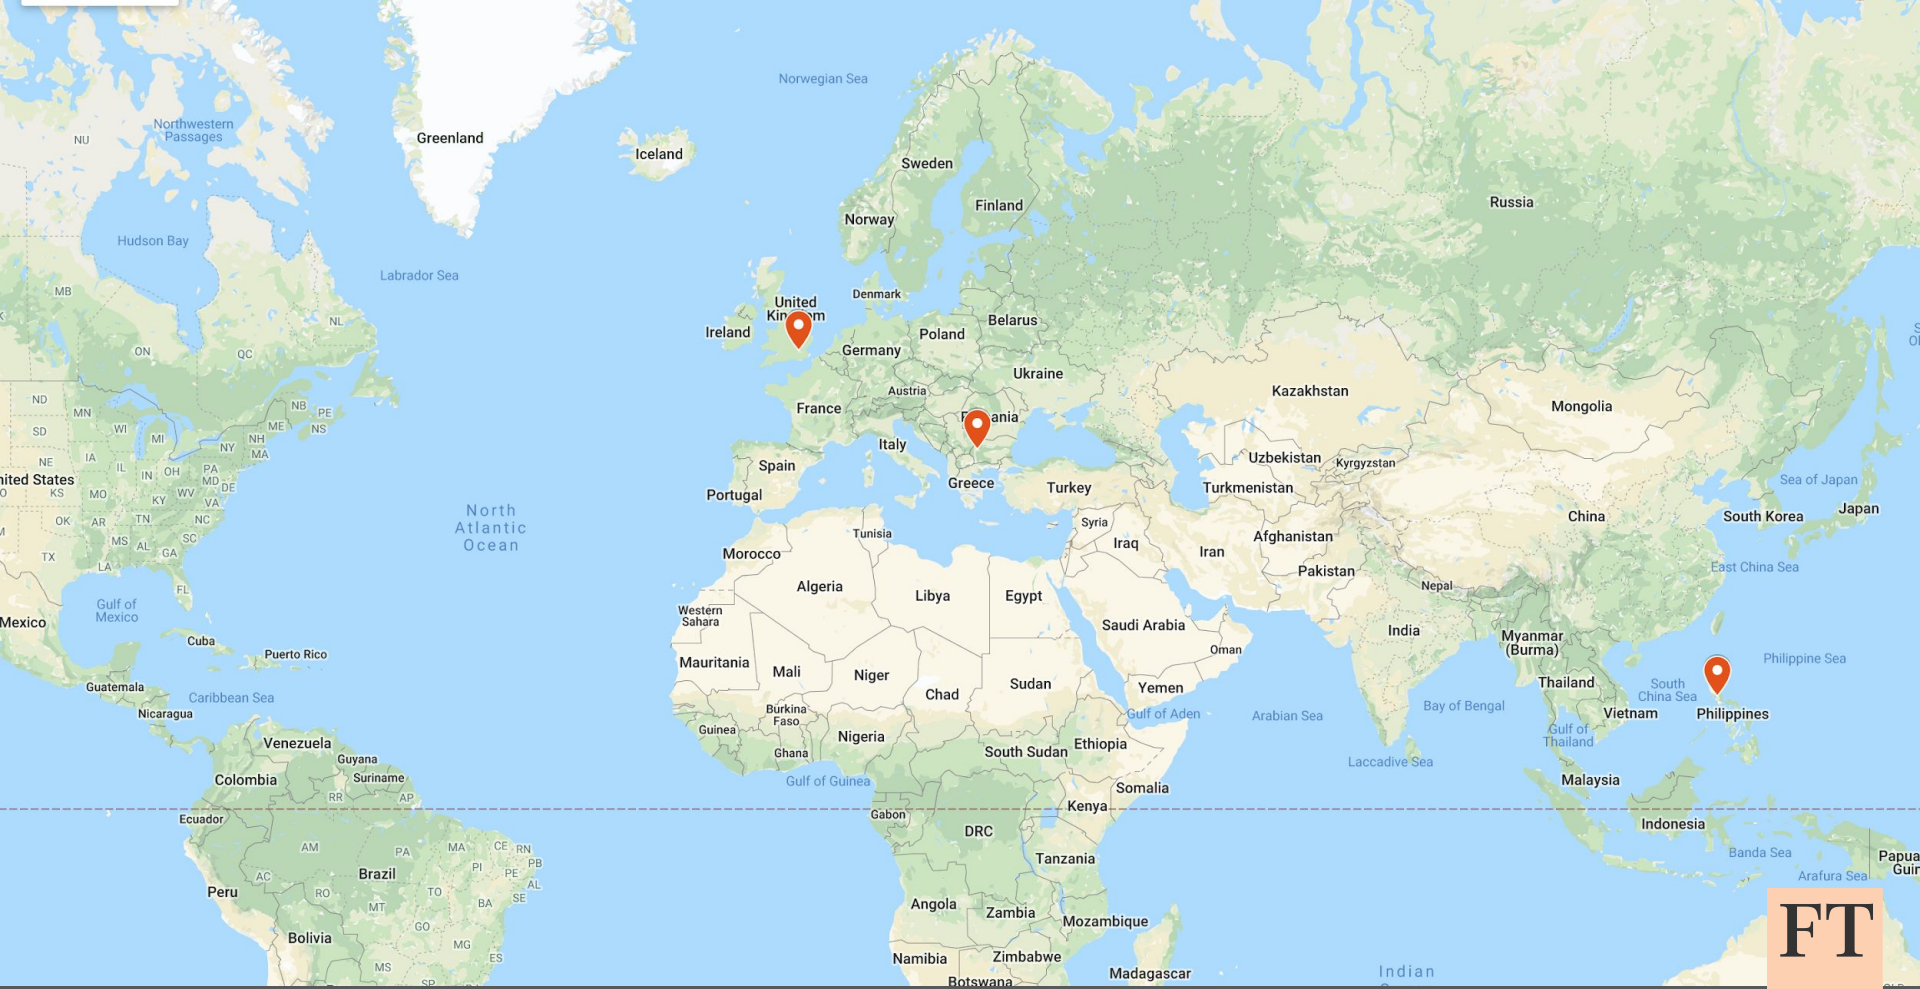 Norwegian Sea
Northwestern
Passages
NU
Greenland
Iceland
Sweden
Finland
Norway
Russia
Hudson Bay
Labrador Sea
MB
NL
ON
QC
United
Denmark
Ireland
Poland
Belarus
Germany
Ukraine
Austria
France
Italy
Kazakhstan
Mongolia
ND
MN
SD
WI
MI
NB
PE
ME
NS
NH
NY
MA
NE
IA
IL
IN
OH
PA
MD
DE
nited States
KS
MO
KY
WV
VA
OK
AR
TN
NC
MS
AL
GA
SC
TX
LA
FL
Spain
Portugal
Greece
Turkey
Uzbekistan
Kyrgyzstan
Turkmenistan
Sea of Japan
China
South Korea
Japan
North
Atlantic
Ocean
Tunisia
Syria
Iraq
Iran
Afghanistan
Pakistan
Nepal
East China Sea
Morocco
Algeria
Libya
Egypt
Western
Sahara
Saudi Arabia
Oman
India
Myanmar
(Burma)
Gulf of
Mexico
Mexico
Cuba
Puerto Rico
Guatemala
Caribbean Sea
Nicaragua
Mauritania
Mali
Niger
Chad
Sudan
Yemen
Gulf of Aden
Arabian Sea
Bay of Bengal
Thailand
South
China Sea
Philippine Sea
Vietnam
Philippines
Gulf of
Thailand
Burkina
Faso
Guinea
Ghana
Nigeria
South Sudan
Ethiopia
Laccadive Sea
Malaysia
Venezuela
Guyana
Suriname
Colombia
RR
AP
Gulf of Guinea
Somalia
Kenya
Gabon
Ecuador
DRC
Indonesia
Tanzania
Banda Sea
Arafura Sea
Papua
AM
PA
MA
CE
RN
PB
PI
PE
AL
AC
Brazil
RO
TO
SE
BA
MT
Peru
GO
Bolivia
MG
MS
ES
SP
Angola
Zambia
Mozambique
Namibia
Zimbabwe
Botswana
Madagascar
Indian
FT